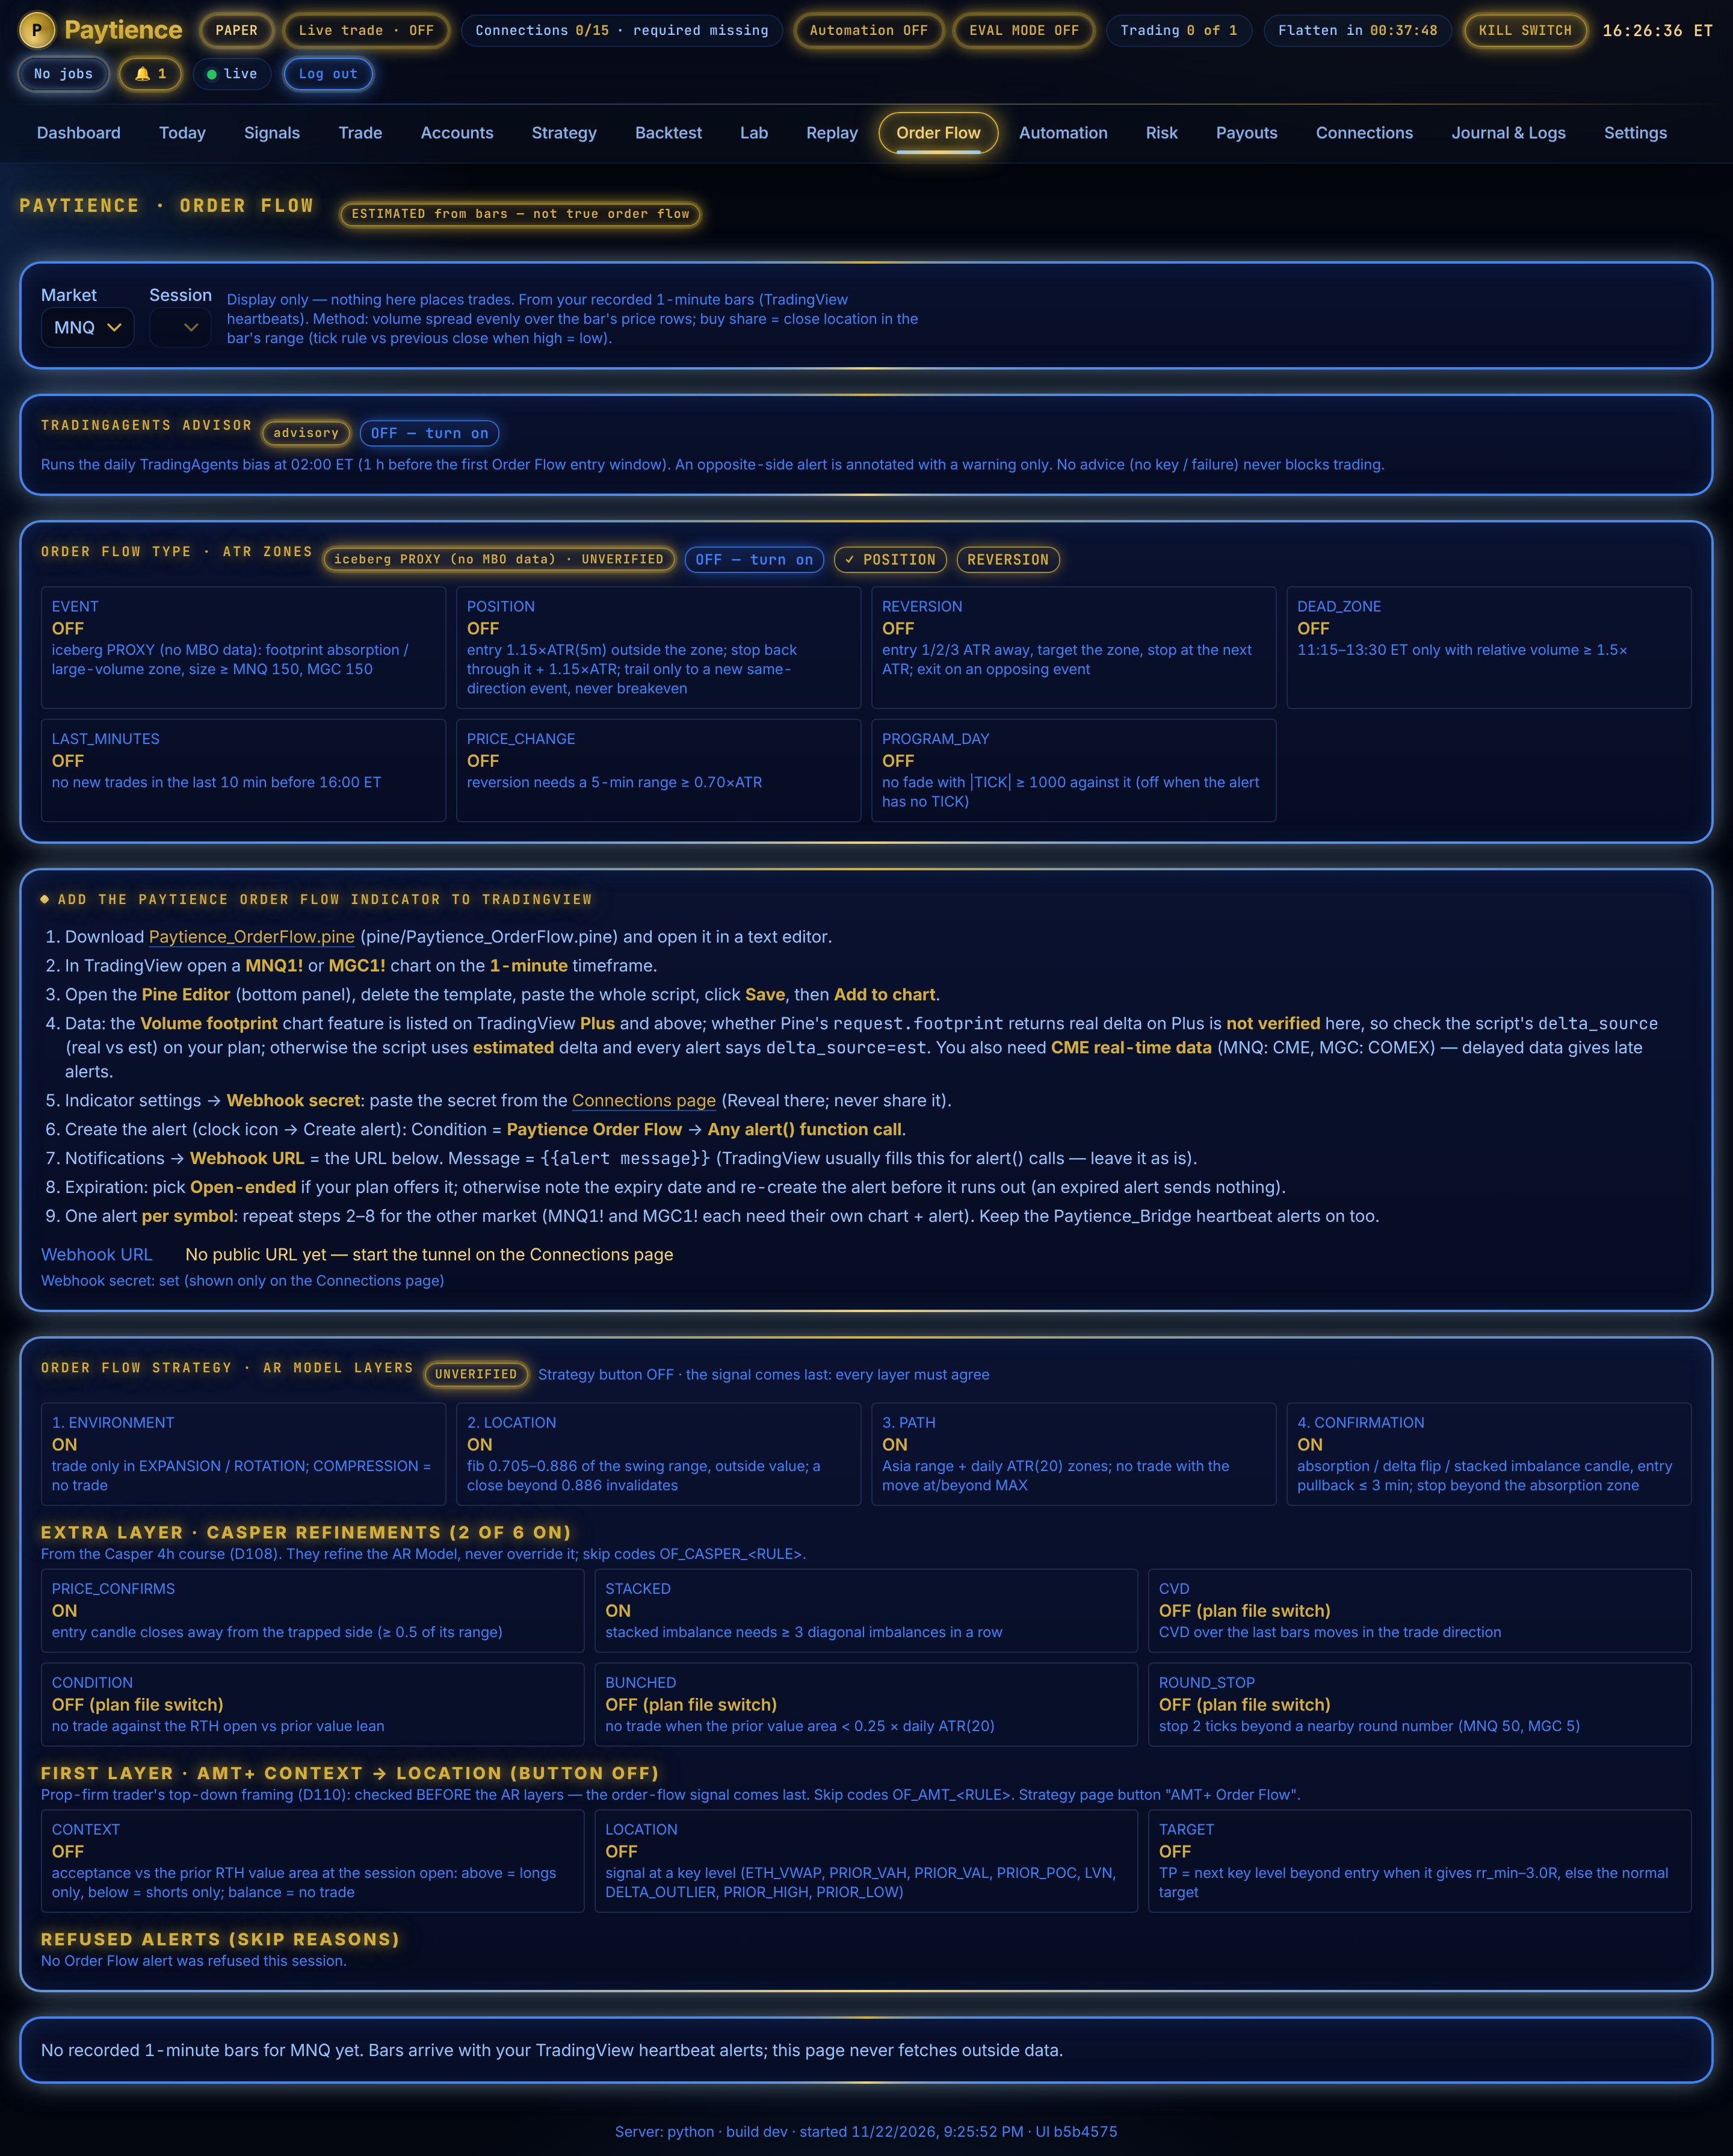 P Paytience PAPER Live trade · OFF Connections 0/15 · required missing Automation OFF EVAL MODE OFF Trading 0 of 1 Flatten in 00:37:48 KILL SWITCH 16:26:36 ET
No jobs 🔔 1 live Log out
Dashboard Today Signals Trade Accounts Strategy Backtest Lab Replay Order Flow Automation Risk Payouts Connections Journal & Logs Settings
PAYTIENCE · ORDER FLOW ESTIMATED from bars — not true order flow
Market Session
MNQ
Display only — nothing here places trades. From your recorded 1-minute bars (TradingView
heartbeats). Method: volume spread evenly over the bar's price rows; buy share = close location in the
bar's range (tick rule vs previous close when high = low).
TRADINGAGENTS ADVISOR advisory OFF — turn on
Runs the daily TradingAgents bias at 02:00 ET (1 h before the first Order Flow entry window). An opposite-side alert is annotated with a warning only. No advice (no key / failure) never blocks trading.
ORDER FLOW TYPE · ATR ZONES iceberg PROXY (no MBO data) · UNVERIFIED OFF — turn on ✓ POSITION REVERSION
EVENT
OFF
iceberg PROXY (no MBO data): footprint absorption /
large-volume zone, size ≥ MNQ 150, MGC 150
POSITION
OFF
entry 1.15×ATR(5m) outside the zone; stop back
through it + 1.15×ATR; trail only to a new same-
direction event, never breakeven
REVERSION
OFF
entry 1/2/3 ATR away, target the zone, stop at the next
ATR; exit on an opposing event
DEAD_ZONE
OFF
11:15–13:30 ET only with relative volume ≥ 1.5×
LAST_MINUTES
OFF
no new trades in the last 10 min before 16:00 ET
PRICE_CHANGE
OFF
reversion needs a 5-min range ≥ 0.70×ATR
PROGRAM_DAY
OFF
no fade with |TICK| ≥ 1000 against it (off when the alert
has no TICK)
ADD THE PAYTIENCE ORDER FLOW INDICATOR TO TRADINGVIEW
1. Download Paytience_OrderFlow.pine (pine/Paytience_OrderFlow.pine) and open it in a text editor.
2. In TradingView open a MNQ1! or MGC1! chart on the 1-minute timeframe.
3. Open the Pine Editor (bottom panel), delete the template, paste the whole script, click Save, then Add to chart.
4. Data: the Volume footprint chart feature is listed on TradingView Plus and above; whether Pine's request.footprint returns real delta on Plus is not verified here, so check the script's delta_source
(real vs est) on your plan; otherwise the script uses estimated delta and every alert says delta_source=est. You also need CME real-time data (MNQ: CME, MGC: COMEX) — delayed data gives late
alerts.
5. Indicator settings → Webhook secret: paste the secret from the Connections page (Reveal there; never share it).
6. Create the alert (clock icon → Create alert): Condition = Paytience Order Flow → Any alert() function call.
7. Notifications → Webhook URL = the URL below. Message = {{alert message}} (TradingView usually fills this for alert() calls — leave it as is).
8. Expiration: pick Open-ended if your plan offers it; otherwise note the expiry date and re-create the alert before it runs out (an expired alert sends nothing).
9. One alert per symbol: repeat steps 2–8 for the other market (MNQ1! and MGC1! each need their own chart + alert). Keep the Paytience_Bridge heartbeat alerts on too.
Webhook URL No public URL yet — start the tunnel on the Connections page
Webhook secret: set (shown only on the Connections page)
ORDER FLOW STRATEGY · AR MODEL LAYERS UNVERIFIED Strategy button OFF · the signal comes last: every layer must agree
1. ENVIRONMENT
ON
trade only in EXPANSION / ROTATION; COMPRESSION =
no trade
2. LOCATION
ON
fib 0.705–0.886 of the swing range, outside value; a
close beyond 0.886 invalidates
3. PATH
ON
Asia range + daily ATR(20) zones; no trade with the
move at/beyond MAX
4. CONFIRMATION
ON
absorption / delta flip / stacked imbalance candle, entry
pullback ≤ 3 min; stop beyond the absorption zone
EXTRA LAYER · CASPER REFINEMENTS (2 OF 6 ON)
From the Casper 4h course (D108). They refine the AR Model, never override it; skip codes OF_CASPER_<RULE>.
PRICE_CONFIRMS
ON
entry candle closes away from the trapped side (≥ 0.5 of its range)
STACKED
ON
stacked imbalance needs ≥ 3 diagonal imbalances in a row
CVD
OFF (plan file switch)
CVD over the last bars moves in the trade direction
CONDITION
OFF (plan file switch)
no trade against the RTH open vs prior value lean
BUNCHED
OFF (plan file switch)
no trade when the prior value area < 0.25 × daily ATR(20)
ROUND_STOP
OFF (plan file switch)
stop 2 ticks beyond a nearby round number (MNQ 50, MGC 5)
FIRST LAYER · AMT+ CONTEXT → LOCATION (BUTTON OFF)
Prop-firm trader's top-down framing (D110): checked BEFORE the AR layers — the order-flow signal comes last. Skip codes OF_AMT_<RULE>. Strategy page button "AMT+ Order Flow".
CONTEXT
OFF
acceptance vs the prior RTH value area at the session open: above = longs
only, below = shorts only; balance = no trade
LOCATION
OFF
signal at a key level (ETH_VWAP, PRIOR_VAH, PRIOR_VAL, PRIOR_POC, LVN,
DELTA_OUTLIER, PRIOR_HIGH, PRIOR_LOW)
TARGET
OFF
TP = next key level beyond entry when it gives rr_min–3.0R, else the normal
target
REFUSED ALERTS (SKIP REASONS)
No Order Flow alert was refused this session.
No recorded 1-minute bars for MNQ yet. Bars arrive with your TradingView heartbeat alerts; this page never fetches outside data.
Server: python · build dev · started 11/22/2026, 9:25:52 PM · UI b5b4575